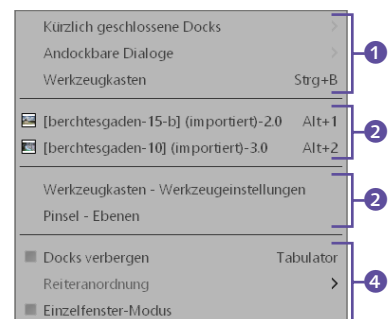 Kürzlich geschlossene Docks
Andockbare Dialoge
Werkzeugkasten Strg+B
1
[berchtesgaden-15-b] (importiert)-2.0 Alt+1
[berchtesgaden-10] (importiert)-3.0 Alt+2
2
Werkzeugkasten - Werkzeugeinstellungen
Pinsel - Ebenen
2
Docks verbergen Tabulator
Reiteranordnung
Einzelfenster-Modus
4